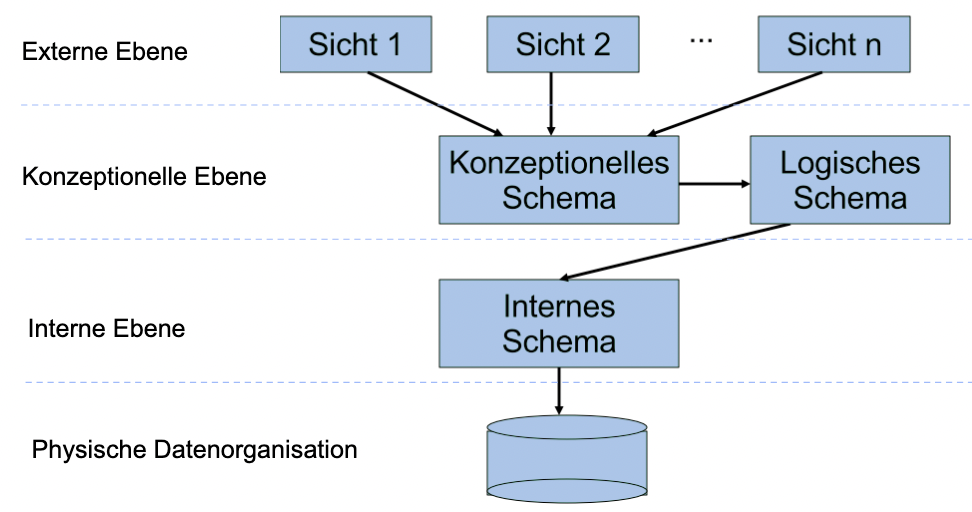 Externe Ebene
Sicht 1
Sicht 2
...
Sicht n
Konzeptionelle Ebene
Konzeptionelles
Schema
Logisches
Schema
Interne Ebene
Internes
Schema
Physische Datenorganisation